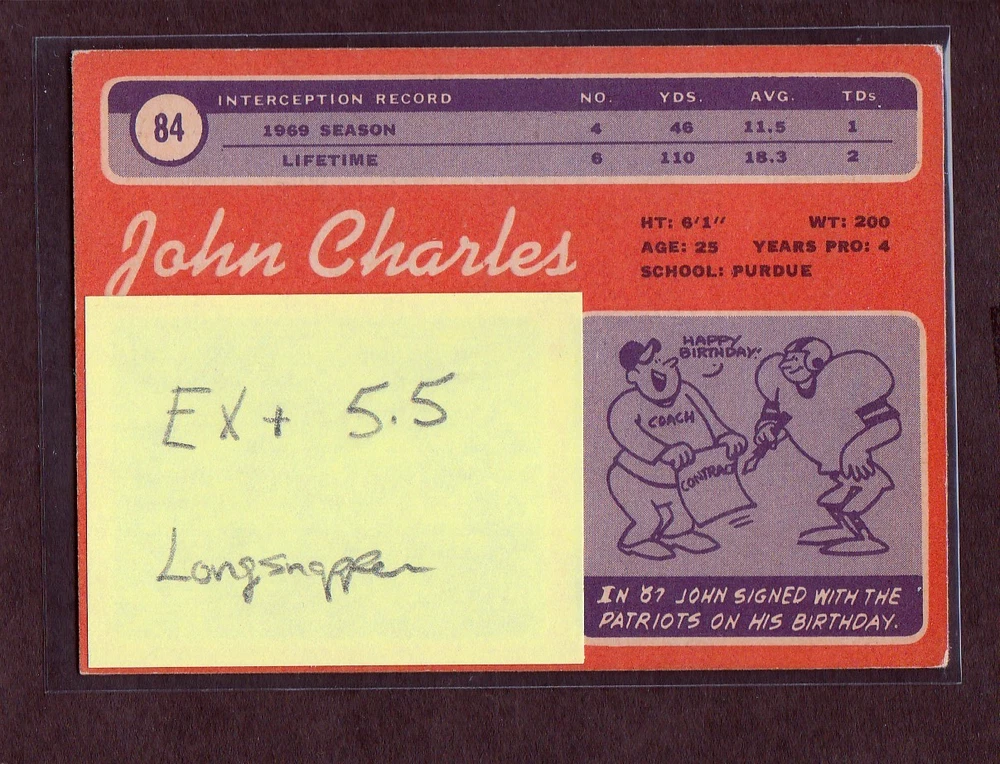 INTERCEPTION RECORD NO. YDS. AVG. TDs.
84
1969 SEASON 4 46 11.5 1
LIFETIME 6 110 18.3 2
John Charles
HT: 6'1" WT: 200
AGE: 25 YEARS PRO: 4
SCHOOL: PURDUE
EX+ 5.5
Longsnapper
HAPPY
BIRTHDAY!
COACH
CONTRACT
IN '67 JOHN SIGNED WITH THE
PATRIOTS ON HIS BIRTHDAY.